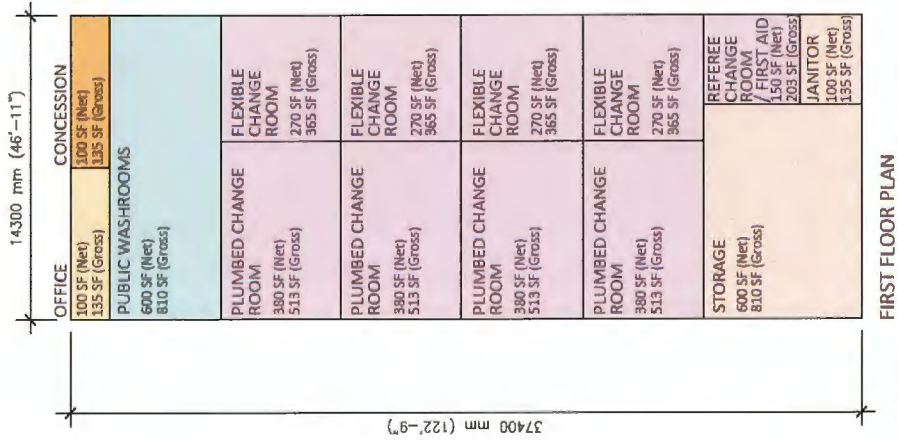 14300 mm (46'-11")
OFFICE
100 SF (Net)
135 SF (Gross)
CONCESSION
100 SF (Net)
135 SF (Gross)
PUBLIC WASHROOMS
600 SF (Net)
810 SF (Gross)
PLUMBED CHANGE
ROOM
380 SF (Net)
513 SF (Gross)
FLEXIBLE
CHANGE
ROOM
270 SF (Net)
365 SF (Gross)
PLUMBED CHANGE
ROOM
380 SF (Net)
513 SF (Gross)
FLEXIBLE
CHANGE
ROOM
270 SF (Net)
365 SF (Gross)
PLUMBED CHANGE
ROOM
380 SF (Net)
513 SF (Gross)
FLEXIBLE
CHANGE
ROOM
270 SF (Net)
365 SF (Gross)
PLUMBED CHANGE
ROOM
380 SF (Net)
513 SF (Gross)
FLEXIBLE
CHANGE
ROOM
270 SF (Net)
365 SF (Gross)
STORAGE
600 SF (Net)
810 SF (Gross)
REFEREE
CHANGE
ROOM
/ FIRST AID
150 SF (Net)
203 SF (Gross)
JANITOR
100 SF (Net)
135 SF (Gross)
37400 mm (122'-9")
FIRST FLOOR PLAN